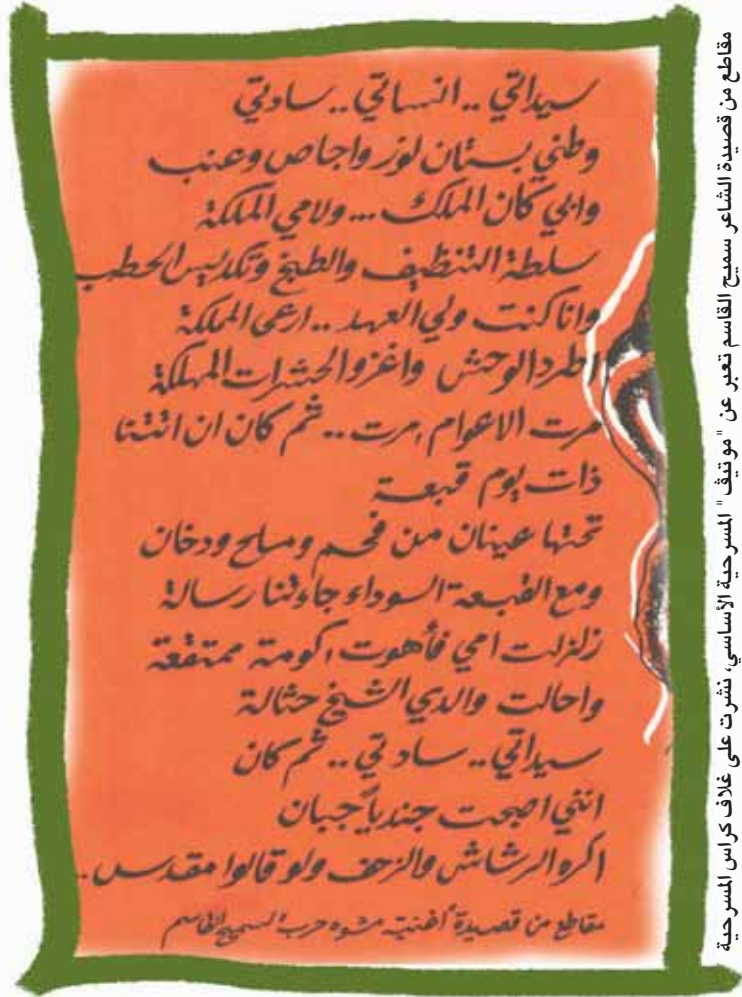 سيداتي .. انساتي .. سادتي
وطني بستان لوز واجاص وعنب
وابي كان الملك ... ولامي المملكة
سلطة التنظيف والطبخ وتكديس الحطب
وانا كنت ولي العهد .. ارعى المملكة
اطرد الوحش واغزو الحشرات المهلكة
مرت الاعوام ، مرت .. ثم كان ان اتتنا
ذات يوم قبعة
تحتها عينان من فحم وملح ودخان
ومع القبعة السوداء جاءتنا رسالة
زلزلت امي فأهوت ، كومة ممتقعة
واحالت والدي الشيخ حثالة
سيداتي .. سادتي .. ثم كان
انني اصبحت جندياً جبان
اكره الرشاش والزحف ولو قالوا مقدس .
مقاطع من قصيدة أغنية مشوه حرب لسميح القاسم
مقاطع من قصيدة الشاعر سميح القاسم تعبر عن "موتيڤ" المسرحية الأساسي، نشرت على غلاف كراس المسرحية